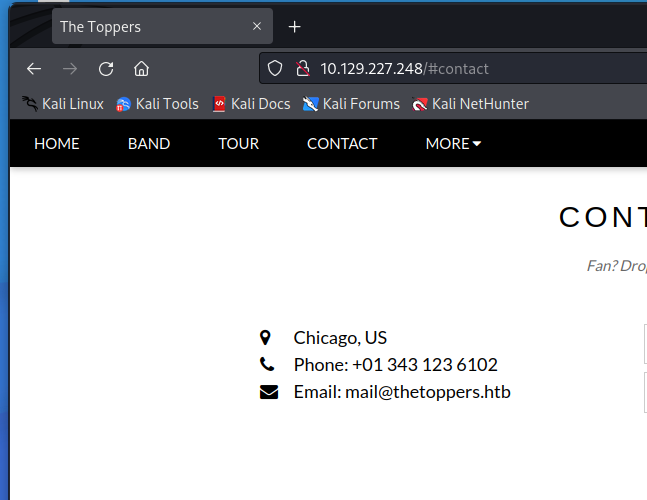 The Toppers
10.129.227.248/#contact
Kali Linux Kali Tools Kali Docs Kali Forums Kali NetHunter
HOME BAND TOUR CONTACT MORE
CONT
Fan? Dro
Chicago, US
Phone: +01 343 123 6102
Email: mail@thetoppers.htb